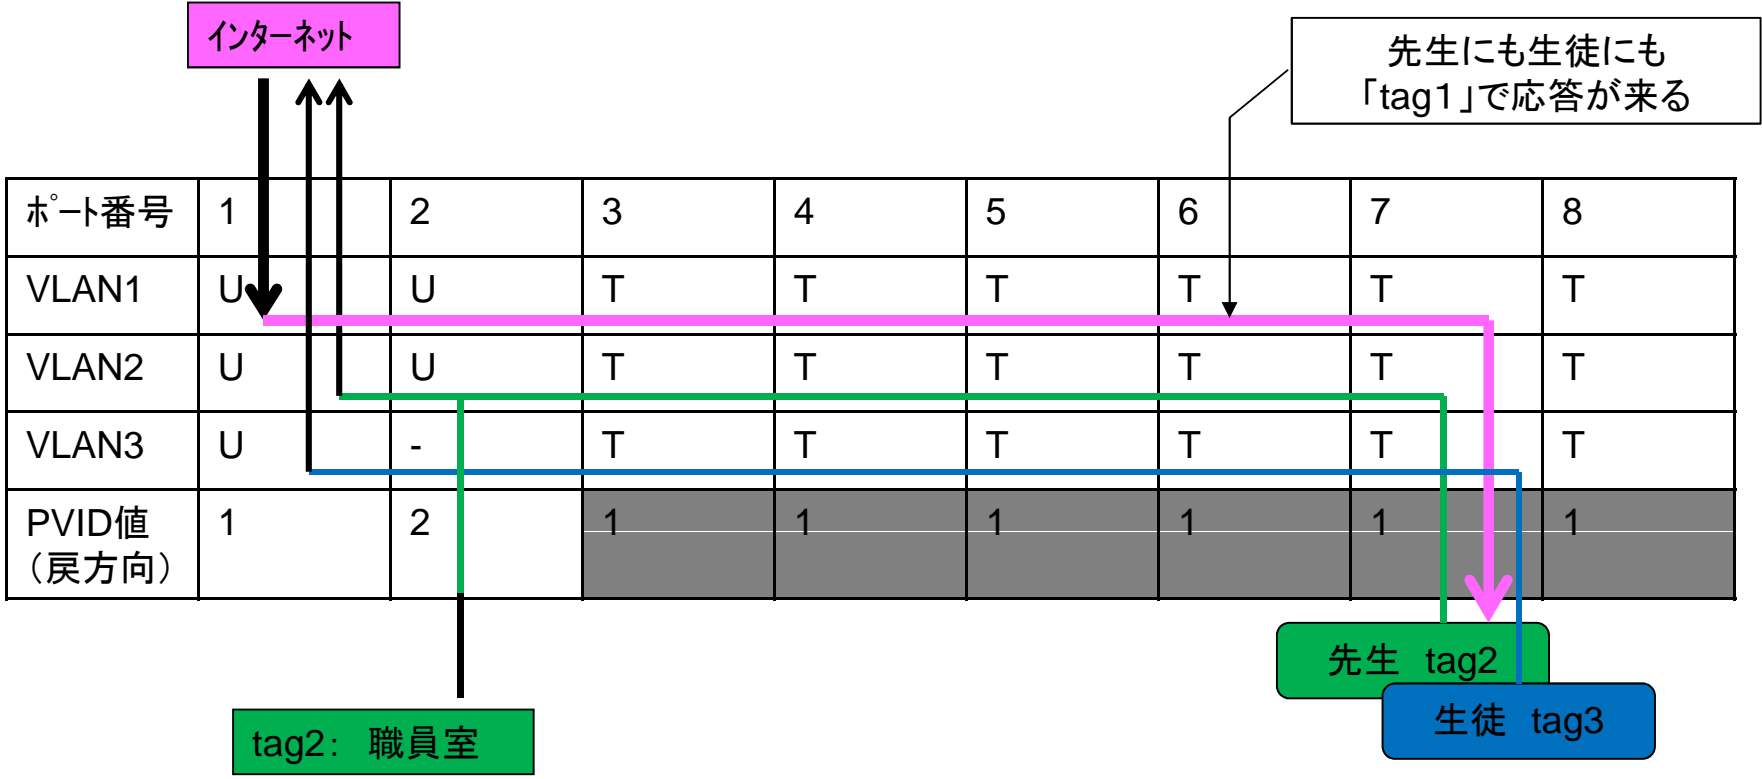 インターネット
先生にも生徒にも
「tag1」で応答が来る
ポート番号 1 2 3 4 5 6 7 8
VLAN1 U U T T T T T T
VLAN2 U U T T T T T T
VLAN3 U - T T T T T T
PVID値 1 2 1 1 1 1 1 1
（戻方向）
先生 tag2
生徒 tag3
tag2： 職員室